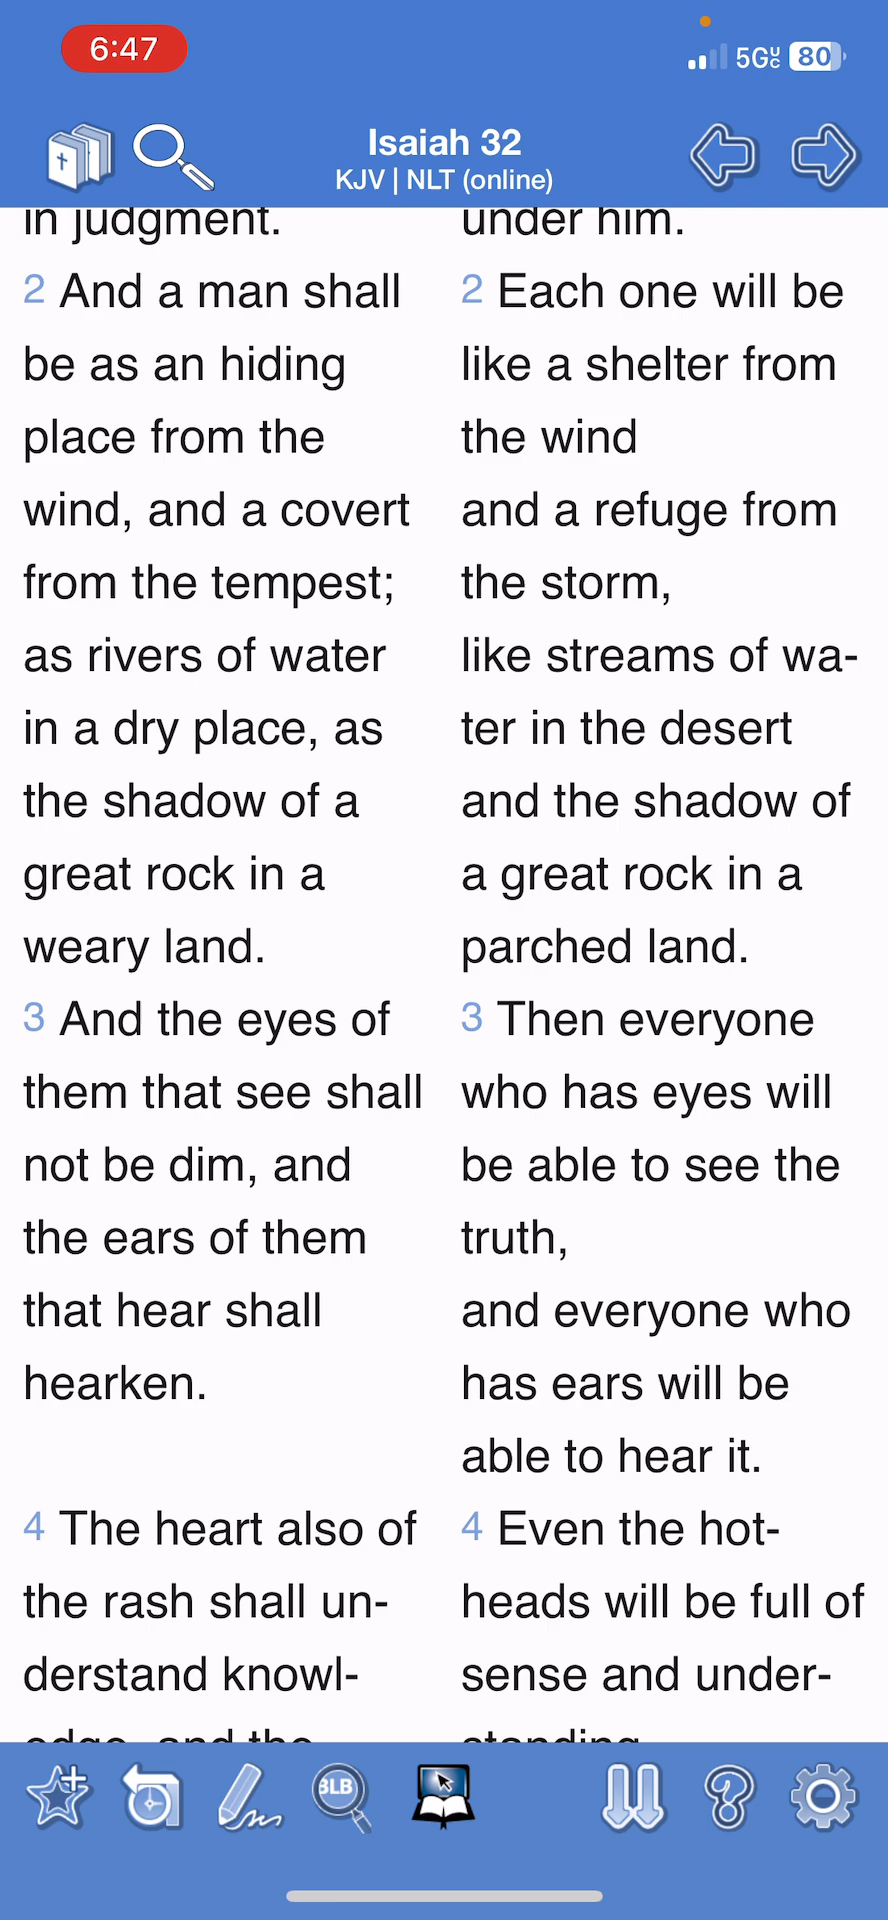 6:47
5G UC 80
Isaiah 32
KJV | NLT (online)
in judgment.
2 And a man shall
be as an hiding
place from the
wind, and a covert
from the tempest;
as rivers of water
in a dry place, as
the shadow of a
great rock in a
weary land.
3 And the eyes of
them that see shall
not be dim, and
the ears of them
that hear shall
hearken.
4 The heart also of
the rash shall un-
derstand knowl-
edge, and the
under him.
2 Each one will be
like a shelter from
the wind
and a refuge from
the storm,
like streams of wa-
ter in the desert
and the shadow of
a great rock in a
parched land.
3 Then everyone
who has eyes will
be able to see the
truth,
and everyone who
has ears will be
able to hear it.
4 Even the hot-
heads will be full of
sense and under-
standing
BLB